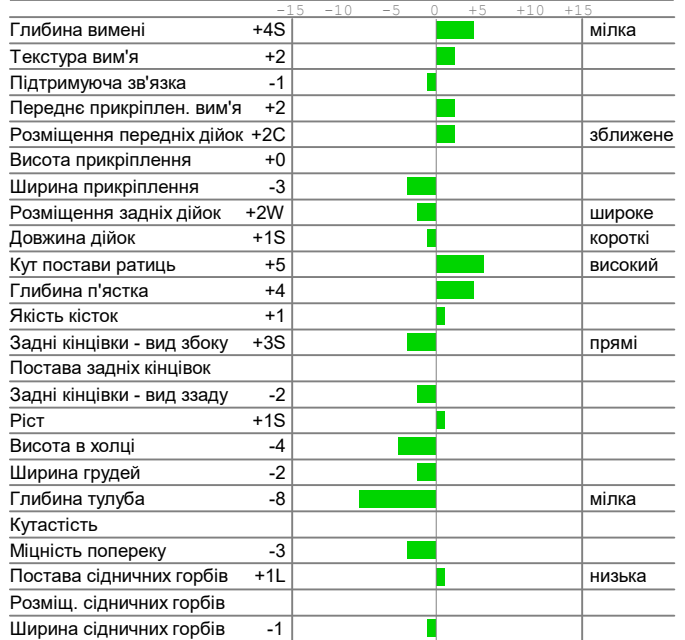 -15 -10 -5 0 +5 +10 +15
Глибина вимені +4S мілка
Текстура вим'я +2
Підтримуюча зв'язка -1
Переднє прикріплен. вим'я +2
Розміщення передніх дійок +2C зближене
Висота прикріплення +0
Ширина прикріплення -3
Розміщення задніх дійок +2W широке
Довжина дійок +1S короткі
Кут постави ратиць +5 високий
Глибина п'ястка +4
Якість кісток +1
Задні кінцівки - вид збоку +3S прямі
Постава задніх кінцівок
Задні кінцівки - вид ззаду -2
Ріст +1S
Висота в холці -4
Ширина грудей -2
Глибина тулуба -8 мілка
Кутастість
Міцність попереку -3
Постава сідничних горбів +1L низька
Розміщ. сідничних горбів
Ширина сідничних горбів -1